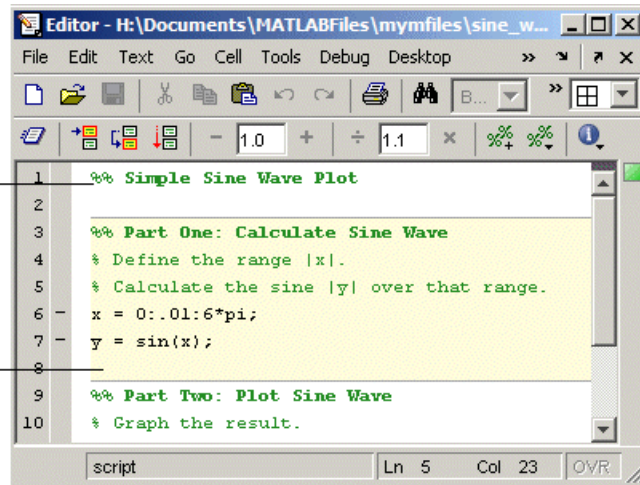 Editor - H:\Documents\MATLABFiles\mymfiles\sine_w...
File Edit Text Go Cell Tools Debug Desktop
B...
1.0 1.1
1 %% Simple Sine Wave Plot
2
3 %% Part One: Calculate Sine Wave
4 % Define the range |x|.
5 % Calculate the sine |y| over that range.
6 - x = 0:.01:6*pi;
7 - y = sin(x);
8
9 %% Part Two: Plot Sine Wave
10 % Graph the result.
script Ln 5 Col 23 OVR